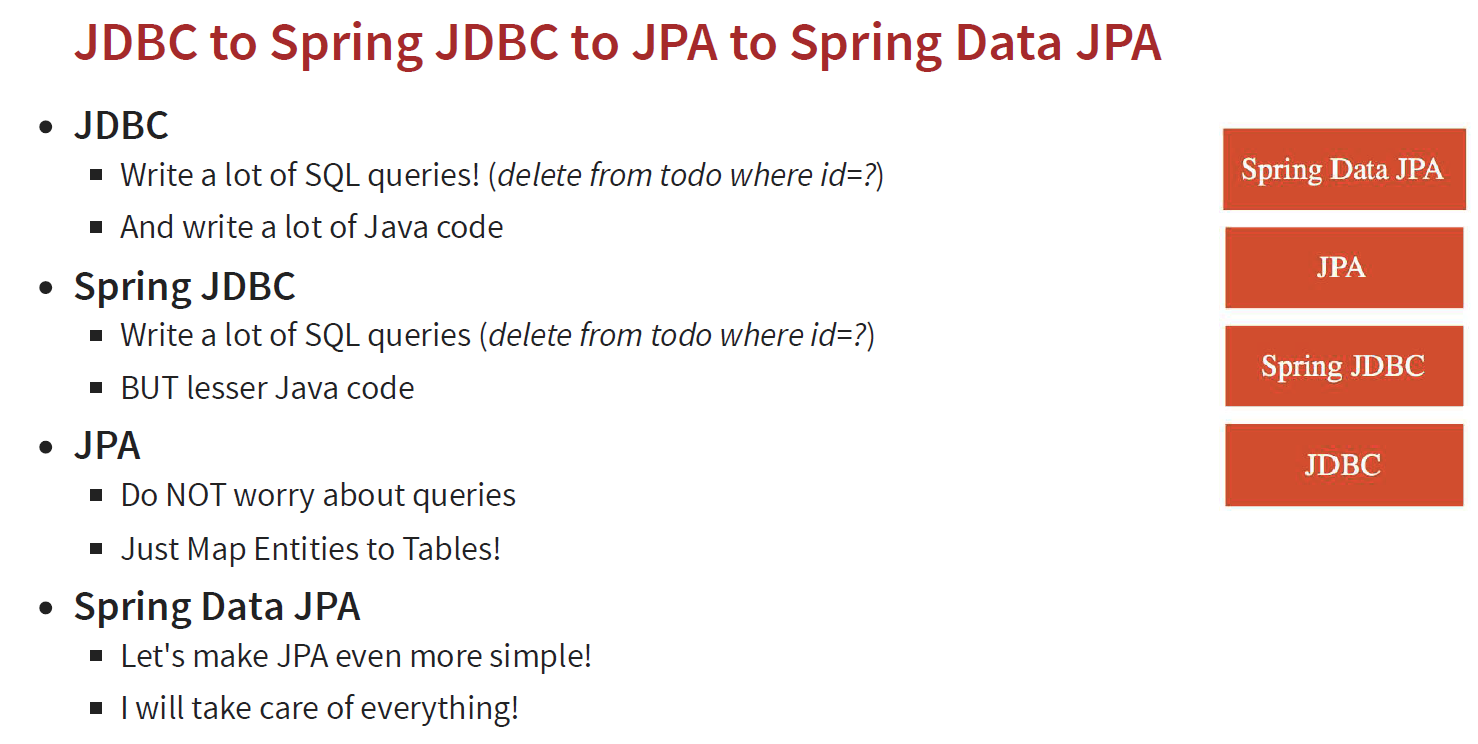 JDBC to Spring JDBC to JPA to Spring Data JPA
JDBC
Write a lot of SQL queries! (delete from todo where id=?)
And write a lot of Java code
Spring JDBC
Write a lot of SQL queries (delete from todo where id=?)
BUT lesser Java code
JPA
Do NOT worry about queries
Just Map Entities to Tables!
Spring Data JPA
Let's make JPA even more simple!
I will take care of everything!
Spring Data JPA
JPA
Spring JDBC
JDBC